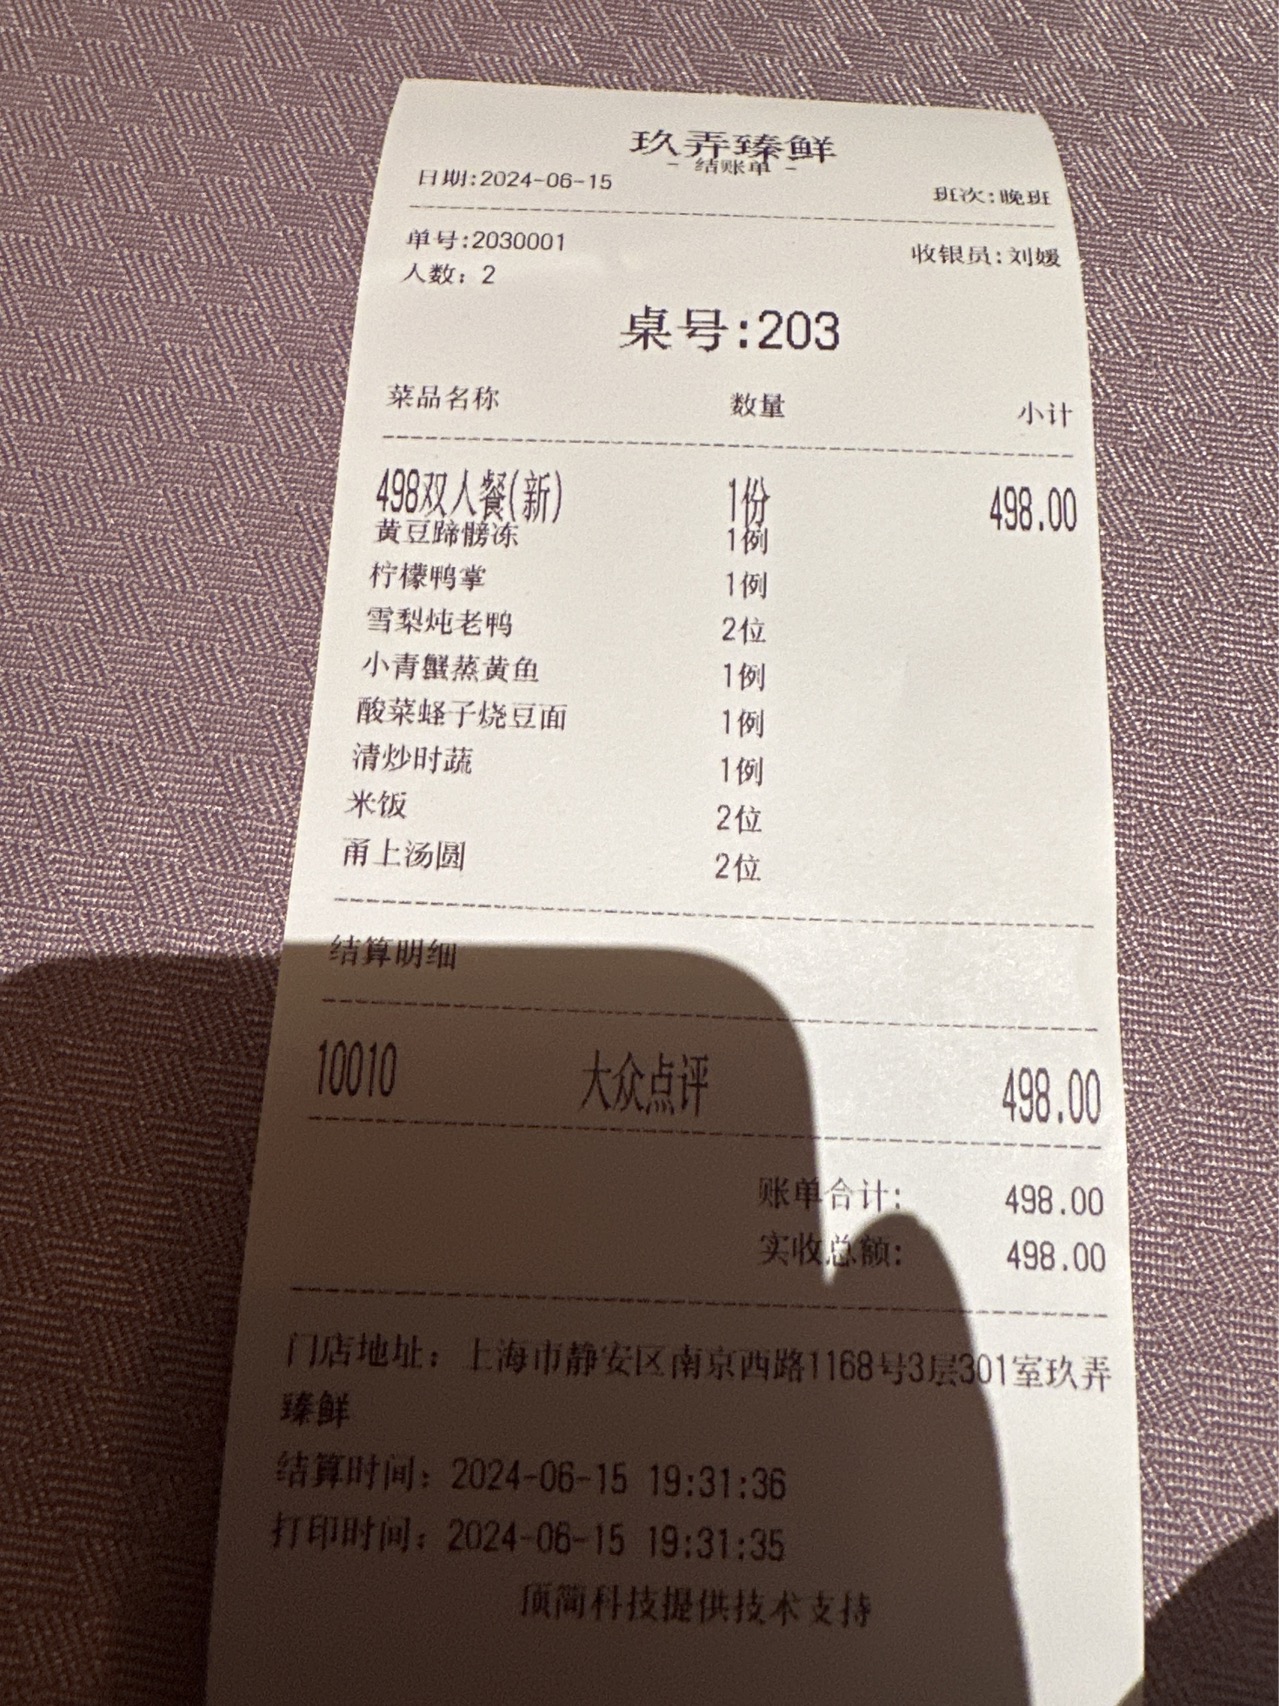 玖弄臻鲜
- 结账单 -
日期:2024-06-15 班次:晚班
单号:2030001 收银员:刘媛
人数: 2
桌号:203
菜品名称 数量 小计
498双人餐(新) 1份 498.00
黄豆蹄髈冻 1例
柠檬鸭掌 1例
雪梨炖老鸭 2位
小青蟹蒸黄鱼 1例
酸菜蛏子烧豆面 1例
清炒时蔬 1例
米饭 2位
甬上汤圆 2位
结算明细
10010 大众点评 498.00
账单合计: 498.00
实收总额: 498.00
门店地址: 上海市静安区南京西路1168号3层301室玖弄
臻鲜
结算时间: 2024-06-15 19:31:36
打印时间: 2024-06-15 19:31:35
顶简科技提供技术支持